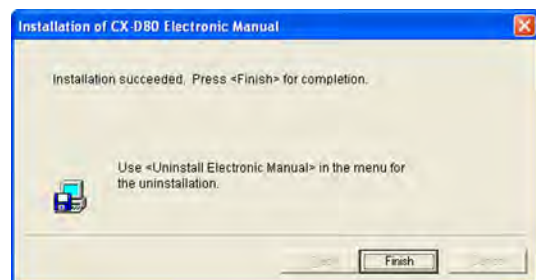 Installation of CX-D80 Electronic Manual
Installation succeeded. Press <Finish> for completion.
Use <Uninstall Electronic Manual> in the menu for
the uninstallation.
Finish